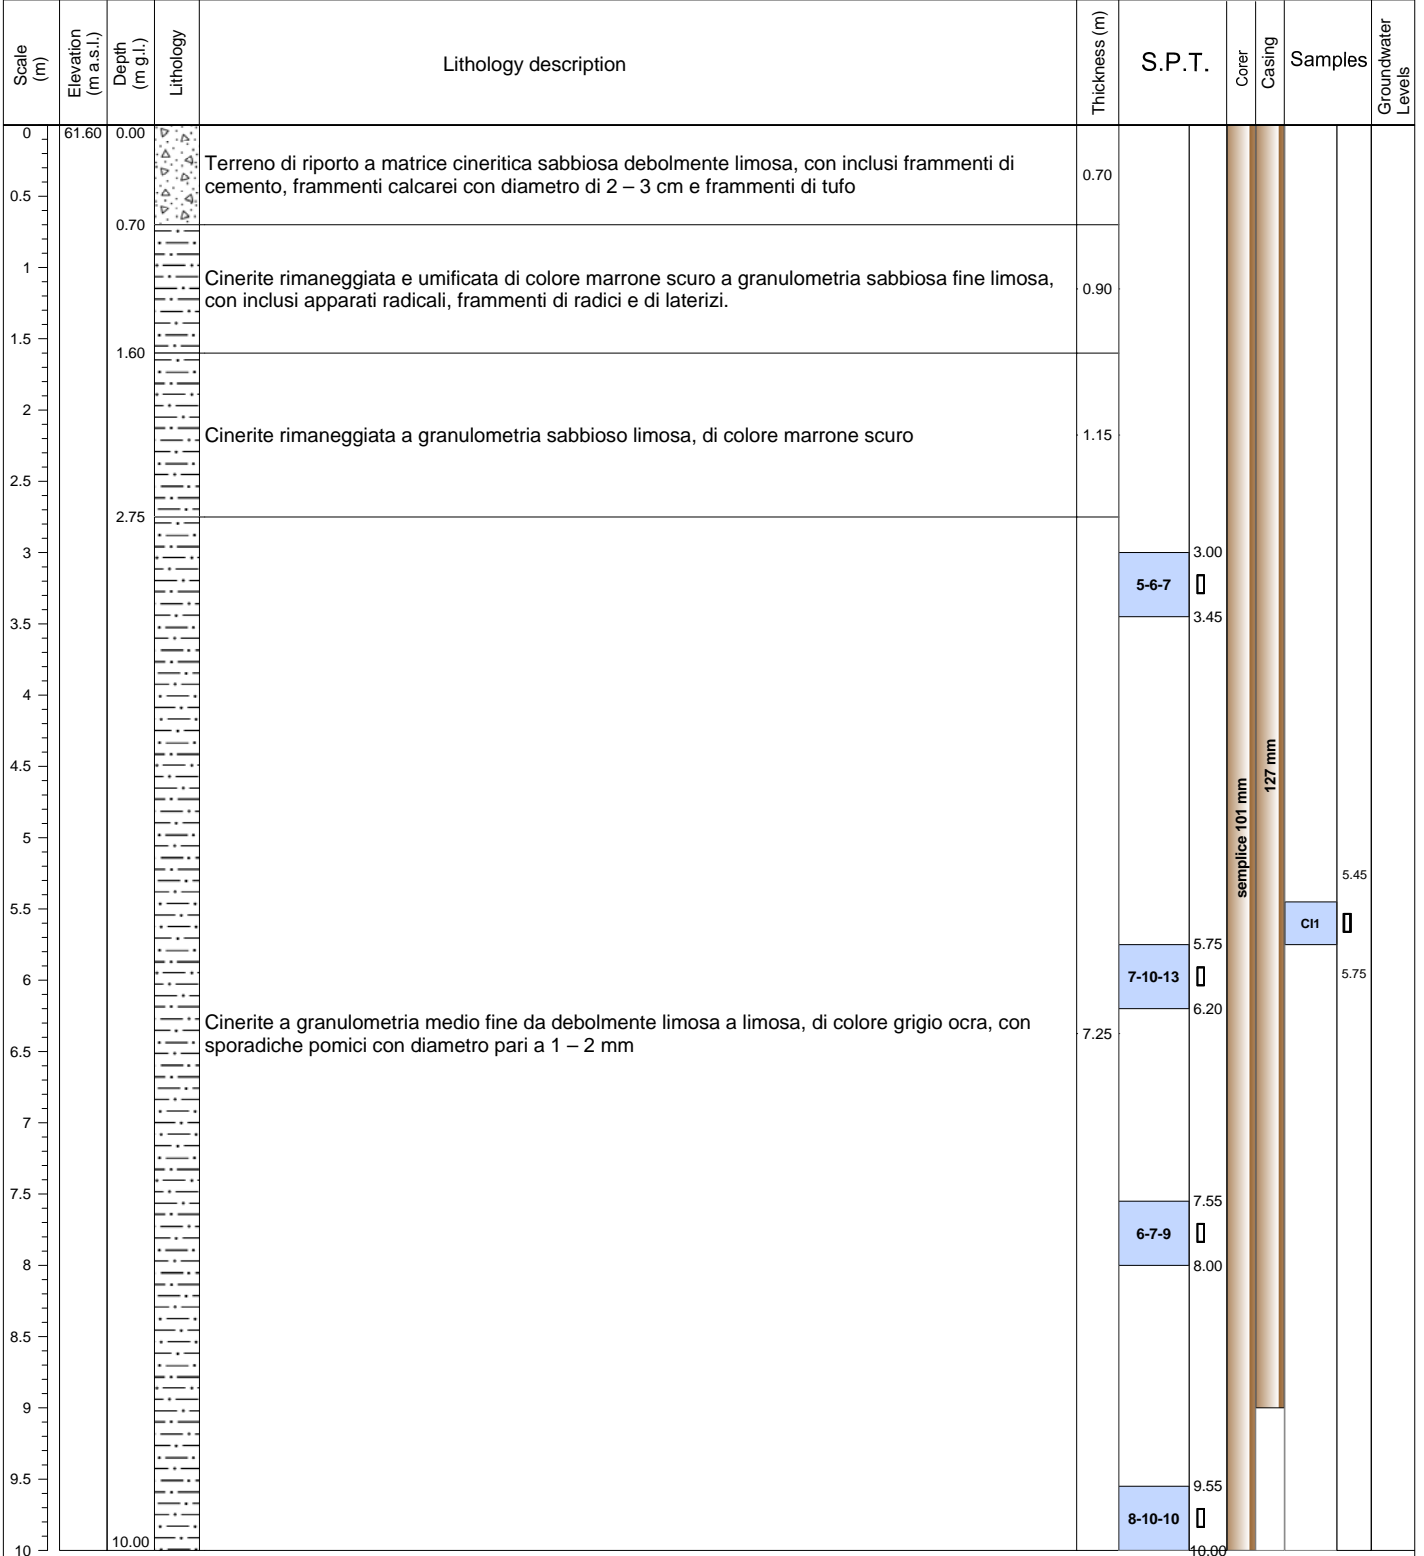 Scale (m)
Elevation (m a.s.l.)
Depth (m g.l.)
Lithology
Lithology description
Thickness (m)
S.P.T.
Corer
Casing
Samples
Groundwater Levels
0
61.60
0.00
Terreno di riporto a matrice cineritica sabbiosa debolmente limosa, con inclusi frammenti di
cemento, frammenti calcarei con diametro di 2 – 3 cm e frammenti di tufo
0.70
0.5
0.70
1
Cinerite rimaneggiata e umificata di colore marrone scuro a granulometria sabbiosa fine limosa,
con inclusi apparati radicali, frammenti di radici e di laterizi.
0.90
1.5
1.60
2
Cinerite rimaneggiata a granulometria sabbioso limosa, di colore marrone scuro
1.15
2.5
2.75
3
3.00
5-6-7
3.45
3.5
4
4.5
127 mm
semplice 101 mm
5
5.45
5.5
CI1
5.75
5.75
6
7-10-13
6.20
Cinerite a granulometria medio fine da debolmente limosa a limosa, di colore grigio ocra, con
sporadiche pomici con diametro pari a 1 – 2 mm
7.25
6.5
7
7.5
7.55
6-7-9
8
8.00
8.5
9
9.5
9.55
8-10-10
10
10.00
10.00